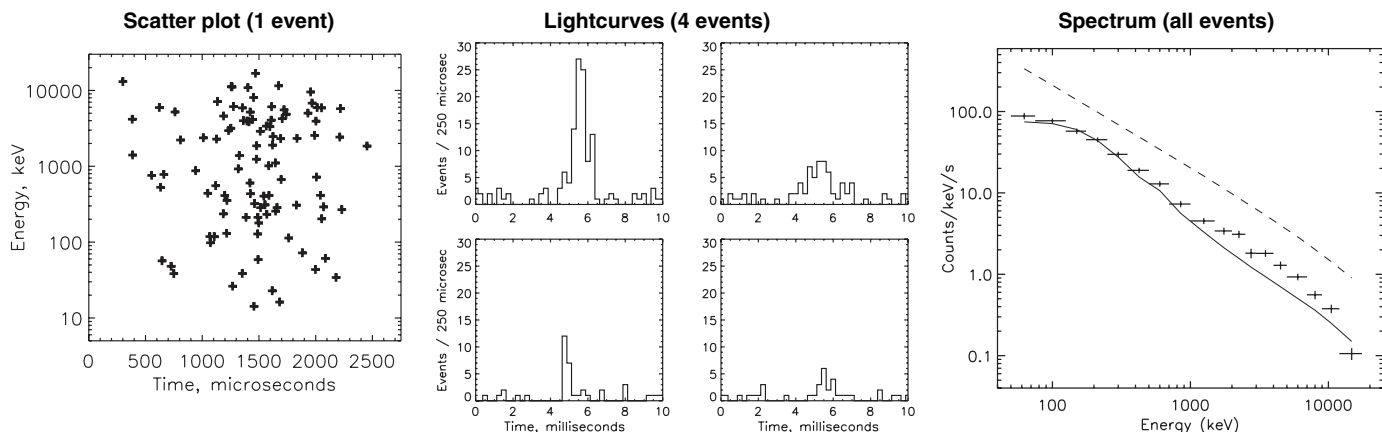 Scatter plot (1 event)
Lightcurves (4 events)
Spectrum (all events)
Energy, keV
10000
1000
100
10
0 500 1000 1500 2000 2500
Time, microseconds
Events / 250 microsec
30
25
20
15
10
5
0
0 2 4 6 8 10
30
25
20
15
10
5
0
0 2 4 6 8 10
Events / 250 microsec
30
25
20
15
10
5
0
0 2 4 6 8 10
Time, milliseconds
30
25
20
15
10
5
0
0 2 4 6 8 10
Time, milliseconds
Counts/keV/s
100.0
10.0
1.0
0.1
100 1000 10000
Energy (keV)